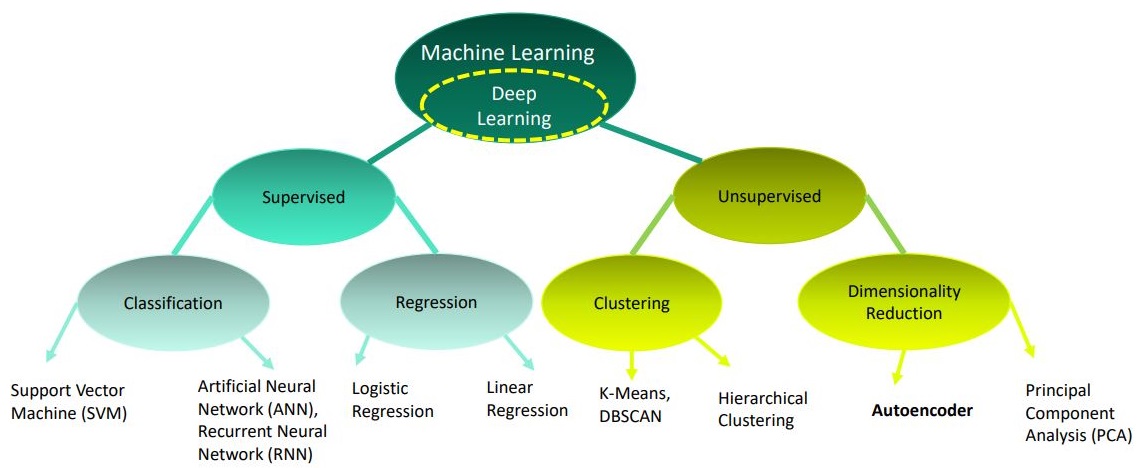 Machine Learning
Deep
Learning
Supervised
Unsupervised
Classification
Regression
Clustering
Dimensionality
Reduction
Support Vector
Machine (SVM)
Artificial Neural
Network (ANN),
Recurrent Neural
Network (RNN)
Logistic
Regression
Linear
Regression
K-Means,
DBSCAN
Hierarchical
Clustering
Autoencoder
Principal
Component
Analysis (PCA)